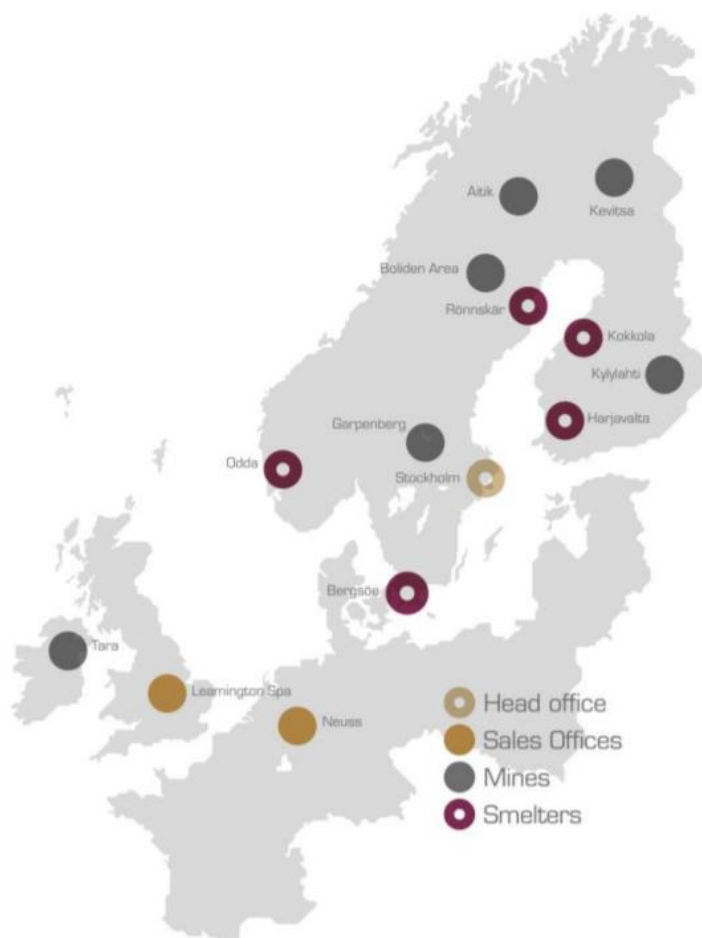 Aitik
Kevitsa
Boliden Area
Rönnskär
Kokkola
Kylylahti
Harjavalta
Garpenberg
Odda
Stockholm
Bergsöe
Tara
Leamington Spa
Neuss
Head office
Sales Offices
Mines
Smelters